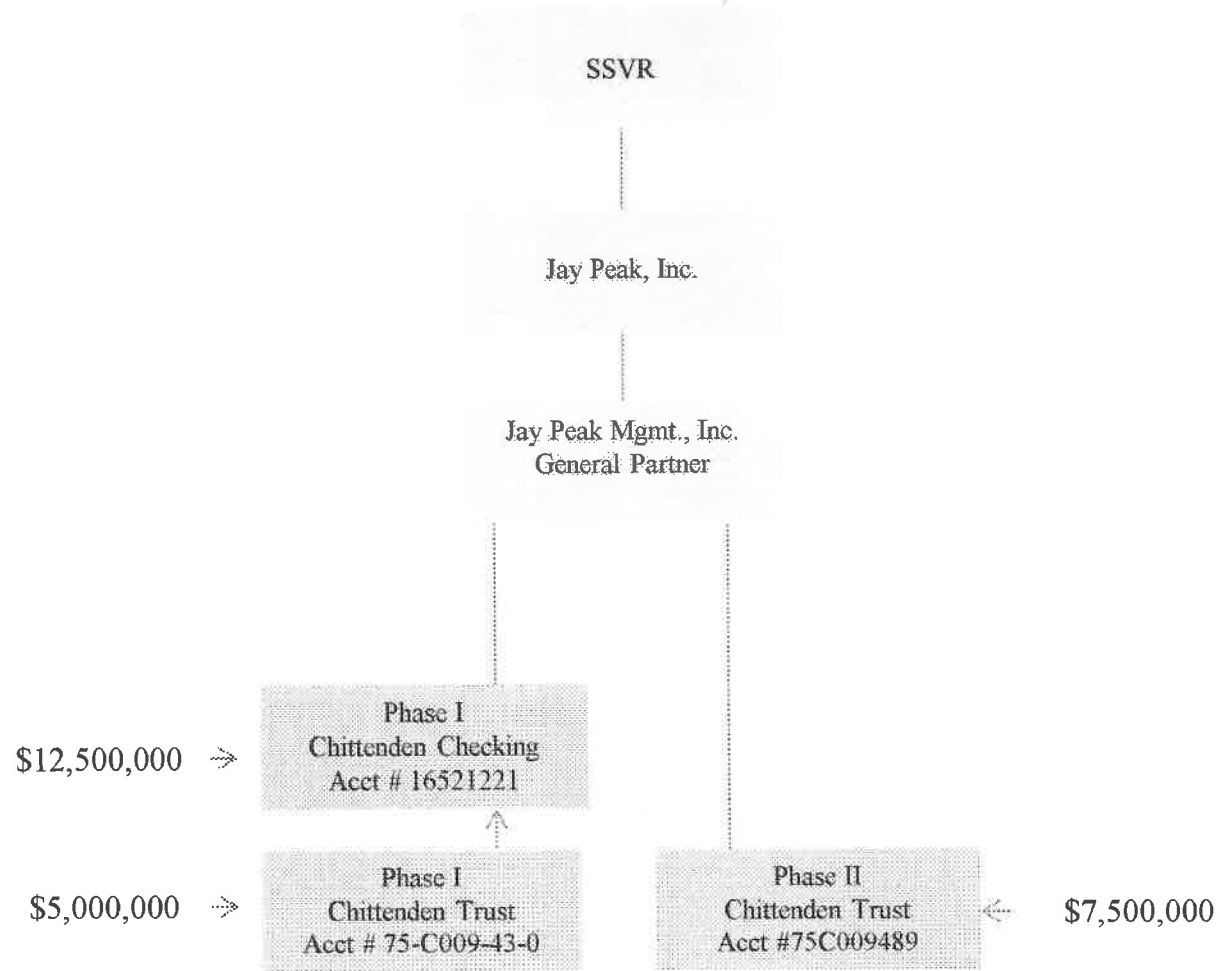 SSVR
Jay Peak, Inc.
Jay Peak Mgmt., Inc.
General Partner
Phase I
Chittenden Checking
Acct # 16521221
$12,500,000
Phase I
Chittenden Trust
Acct # 75-C009-43-0
$5,000,000
Phase II
Chittenden Trust
Acct #75C009489
$7,500,000